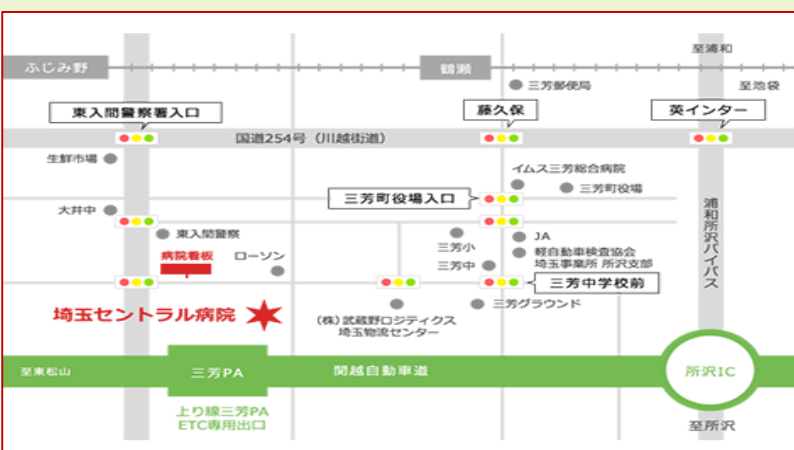 至浦和
ふじみ野
鶴瀬
三芳郵便局
至池袋
東入間警察署入口
藤久保
英インター
国道254号（川越街道）
生鮮市場
イムス三芳総合病院
三芳町役場
三芳町役場入口
大井中
浦和所沢バイパス
東入間警察
三芳小
JA
病院看板
ローソン
三芳中
軽自動車検査協会
埼玉事業所 所沢支部
三芳中学校前
埼玉セントラル病院
三芳グラウンド
(株)武蔵野ロジティクス
埼玉物流センター
至東松山
三芳PA
関越自動車道
所沢IC
上り線三芳PA
ETC専用出口
至所沢